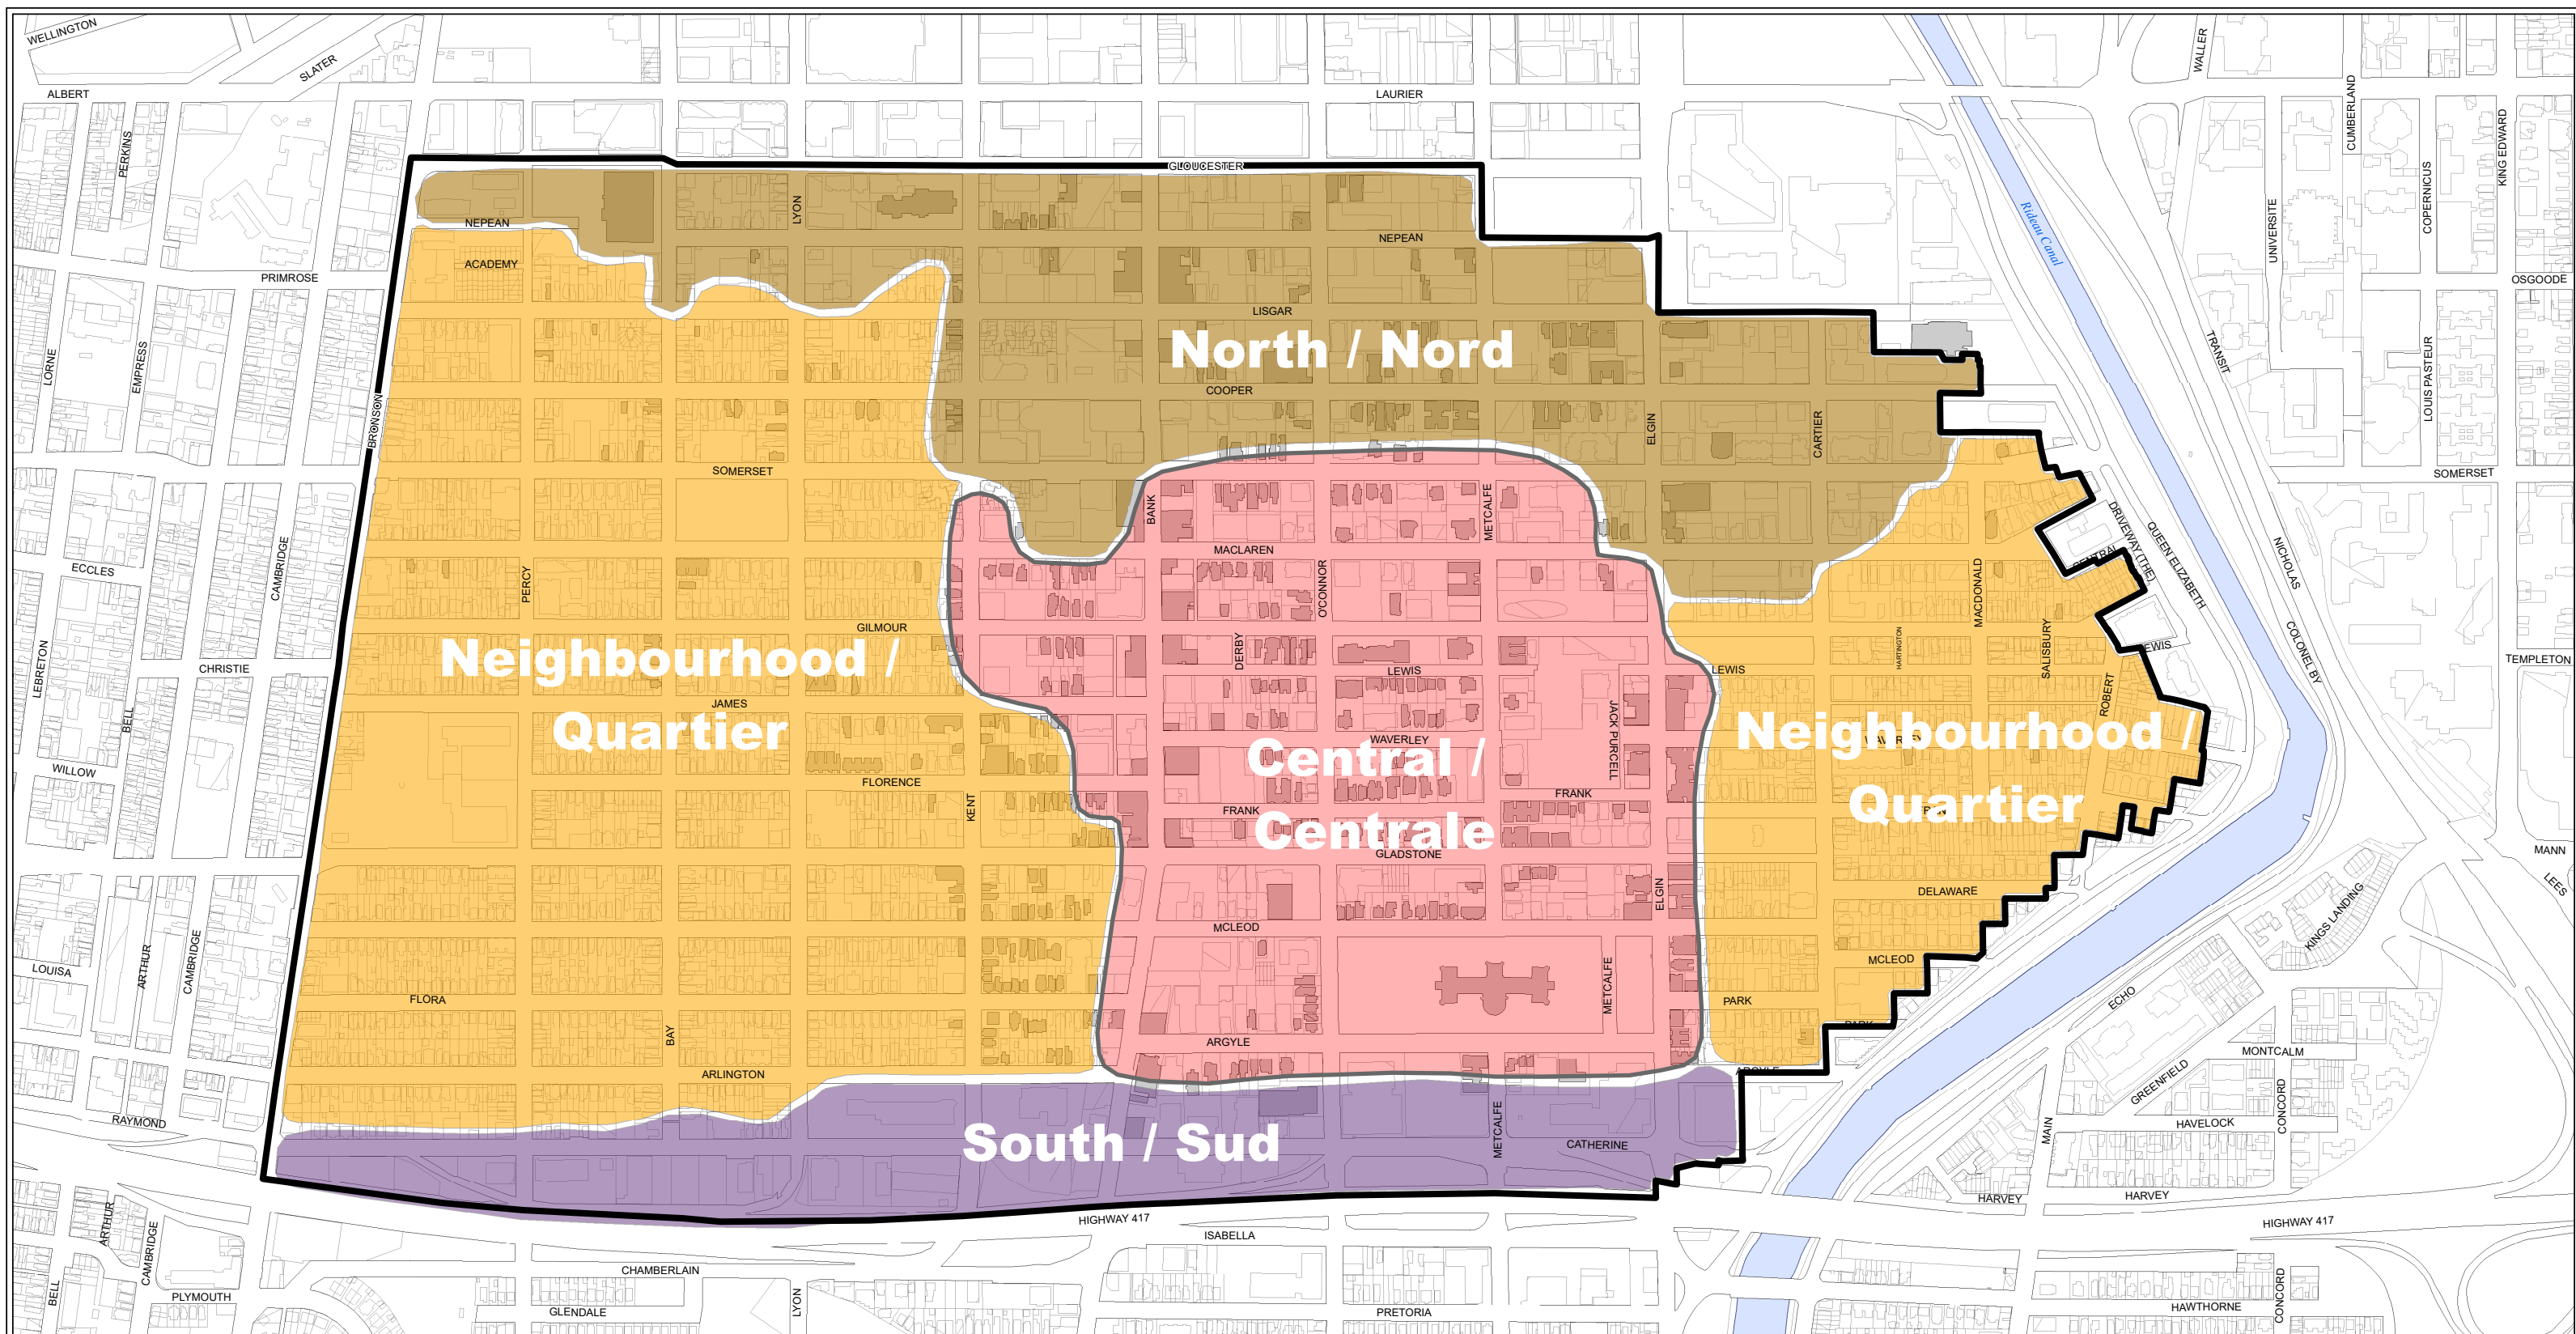 WELLINGTON
SLATER
WALLER
ALBERT
LAURIER
CUMBERLAND
PERKINS
KING EDWARD
GLOUCESTER
COPERNICUS
LYON
UNIVERSITE
NEPEAN
NEPEAN
Rideau Canal
ACADEMY
PRIMROSE
OSGOODE
LISGAR
North / Nord
TRANSIT
LORNE
EMPRESS
LOUIS PASTEUR
COOPER
BRONSON
ELGIN
CARTIER
SOMERSET
SOMERSET
BANK
METCALFE
DRIVEWAY (THE)
QUEEN ELIZABETH
MACLAREN
CENTRAL
NICHOLAS
ECCLES
CAMBRIDGE
PERCY
O'CONNOR
MACDONALD
GILMOUR
DERBY
HARTINGTON
SALISBURY
COLONEL BY
Neighbourhood /
Quartier
LEWIS
LEWIS
TEMPLETON
CHRISTIE
LEBRETON
LEWIS
JAMES
ROBERT
BELL
JACK PURCELL
WAVERLEY
Neighbourhood /
Quartier
Central /
Centrale
WILLOW
FLORENCE
KENT
FRANK
FRANK
GLADSTONE
MANN
LEES
DELAWARE
ELGIN
KINGS LANDING
MCLEOD
ARTHUR
CAMBRIDGE
MCLEOD
LOUISA
METCALFE
FLORA
PARK
ECHO
PARK
BAY
ARGYLE
MONTCALM
ARLINGTON
ARGYLE
GREENFIELD
CONCORD
RAYMOND
HAVELOCK
MAIN
South / Sud
METCALFE
CATHERINE
HARVEY
HARVEY
ARTHUR
CAMBRIDGE
HIGHWAY 417
HIGHWAY 417
ISABELLA
CHAMBERLAIN
BELL
PLYMOUTH
LYON
GLENDALE
PRETORIA
CONCORD
HAWTHORNE